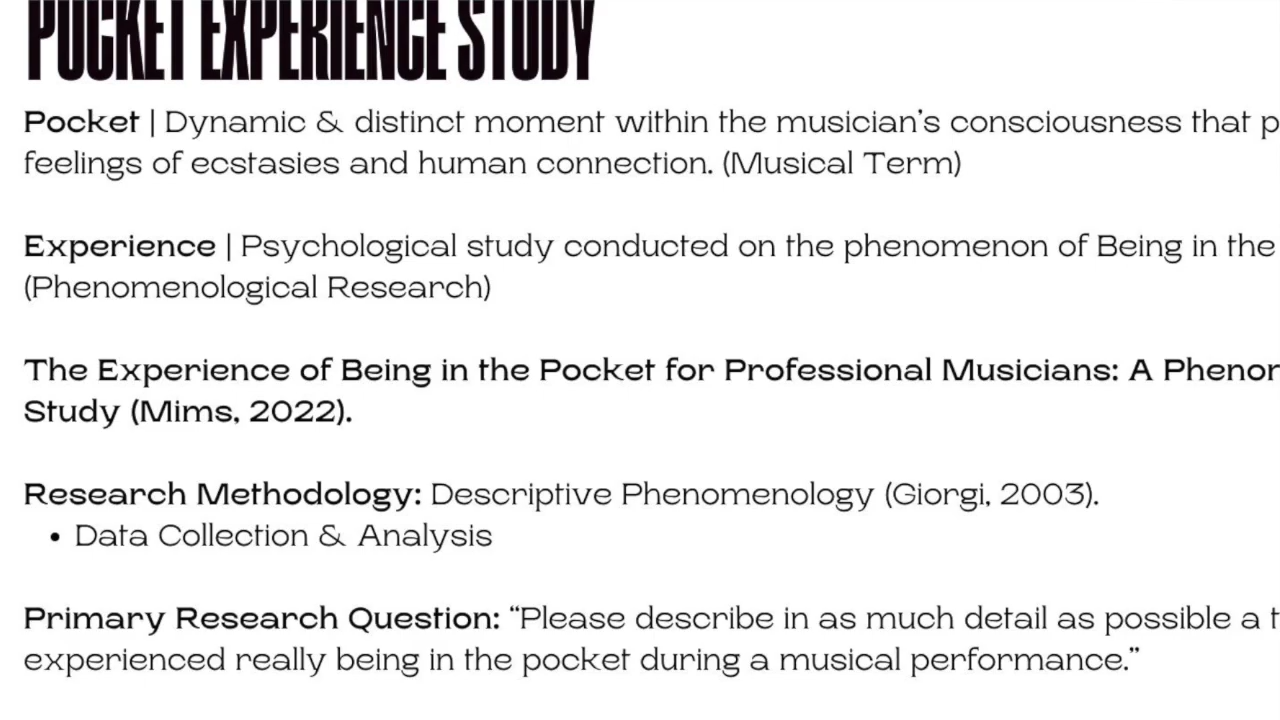 POCKET EXPERIENCE STUDY
Pocket | Dynamic & distinct moment within the musician's consciousness that
feelings of ecstasies and human connection. (Musical Term)
Experience | Psychological study conducted on the phenomenon of Being in the
(Phenomenological Research)
The Experience of Being in the Pocket for Professional Musicians: A
Study (Mims, 2022).
Research Methodology: Descriptive Phenomenology (Giorgi, 2003).
• Data Collection & Analysis
Primary Research Question: “Please describe in as much detail as possible a
experienced really being in the pocket during a musical performance.”